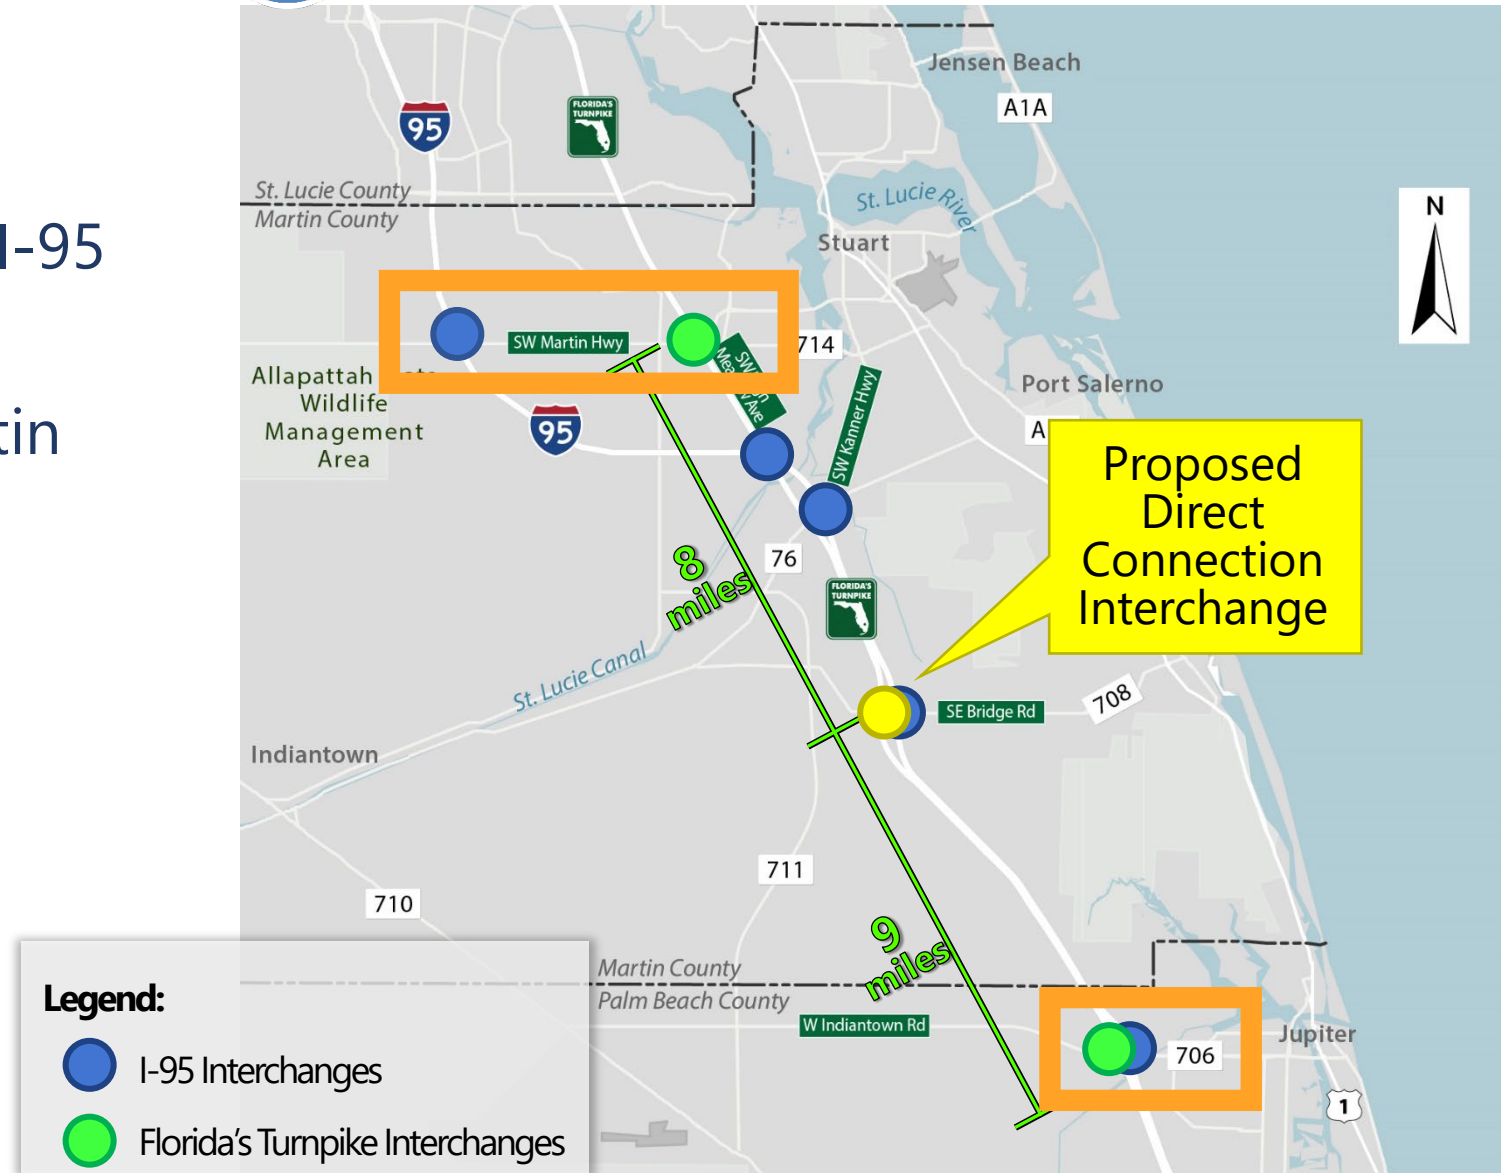 I-95
tin
Jensen Beach
A1A
95
FLORIDA'S
TURNPIKE
St. Lucie County
Martin County
St. Lucie River
N
Stuart
SW Martin Hwy
714
SW
Ave
SW Kanner Hwy
Port Salerno
A
Allapattah
Wildlife
Management
Area
95
Proposed
Direct
Connection
Interchange
8
miles
76
FLORIDA'S
TURNPIKE
St. Lucie Canal
708
SE Bridge Rd
Indiantown
711
710
9
miles
Martin County
Palm Beach County
W Indiantown Rd
706
Jupiter
1
Legend:
I-95 Interchanges
Florida's Turnpike Interchanges